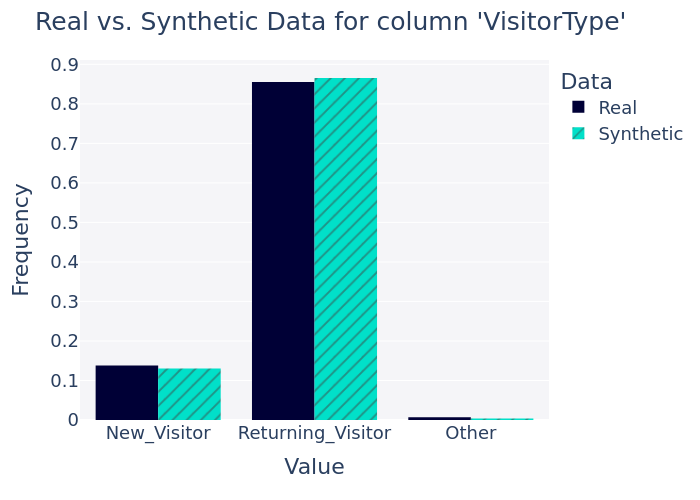 Real vs. Synthetic Data for column 'VisitorType'
Data
Real
Synthetic
Frequency
0.9
0.8
0.7
0.6
0.5
0.4
0.3
0.2
0.1
0
New_Visitor
Returning_Visitor
Other
Value